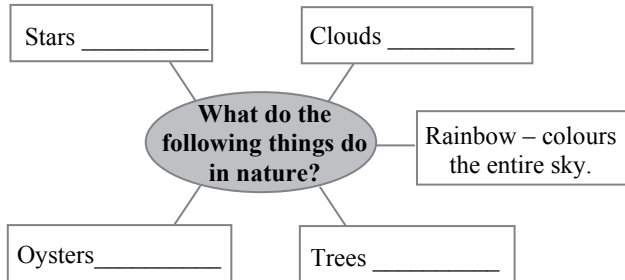 Stars __________
Clouds __________
What do the
following things do
in nature?
Rainbow – colours
the entire sky.
Oysters__________
Trees __________